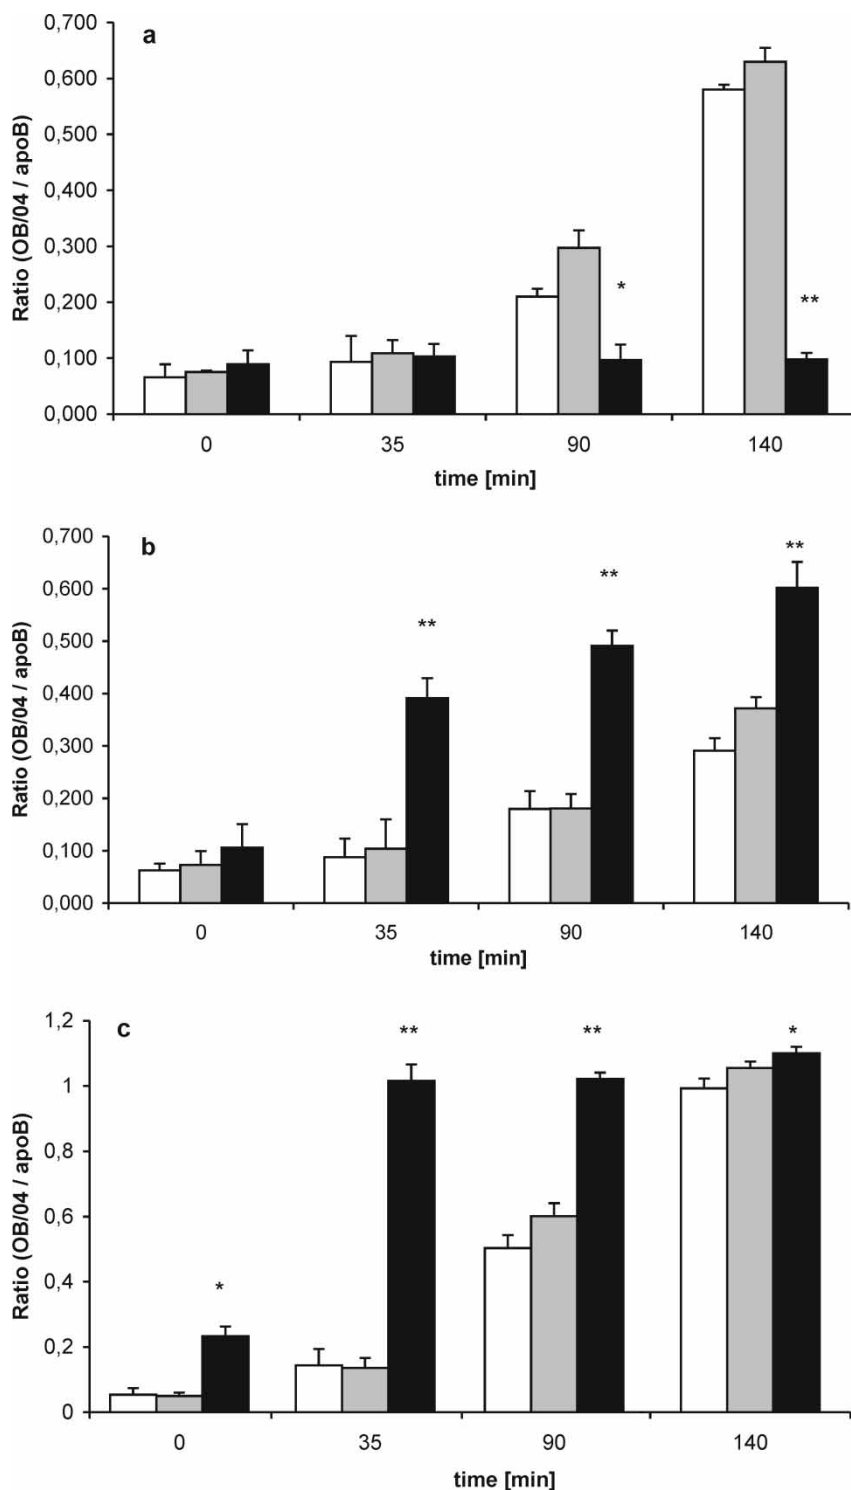 a
Ratio (OB/04 / apoB)
0,700
0,600
0,500
0,400
0,300
0,200
0,100
0,000
*
**
0 35 90 140
time [min]
b
Ratio (OB/04 / apoB)
0,700
0,600
0,500
0,400
0,300
0,200
0,100
0,000
** ** **
0 35 90 140
time [min]
c
Ratio (OB/04 / apoB)
1,2
1
0,8
0,6
0,4
0,2
0
* ** ** *
0 35 90 140
time [min]